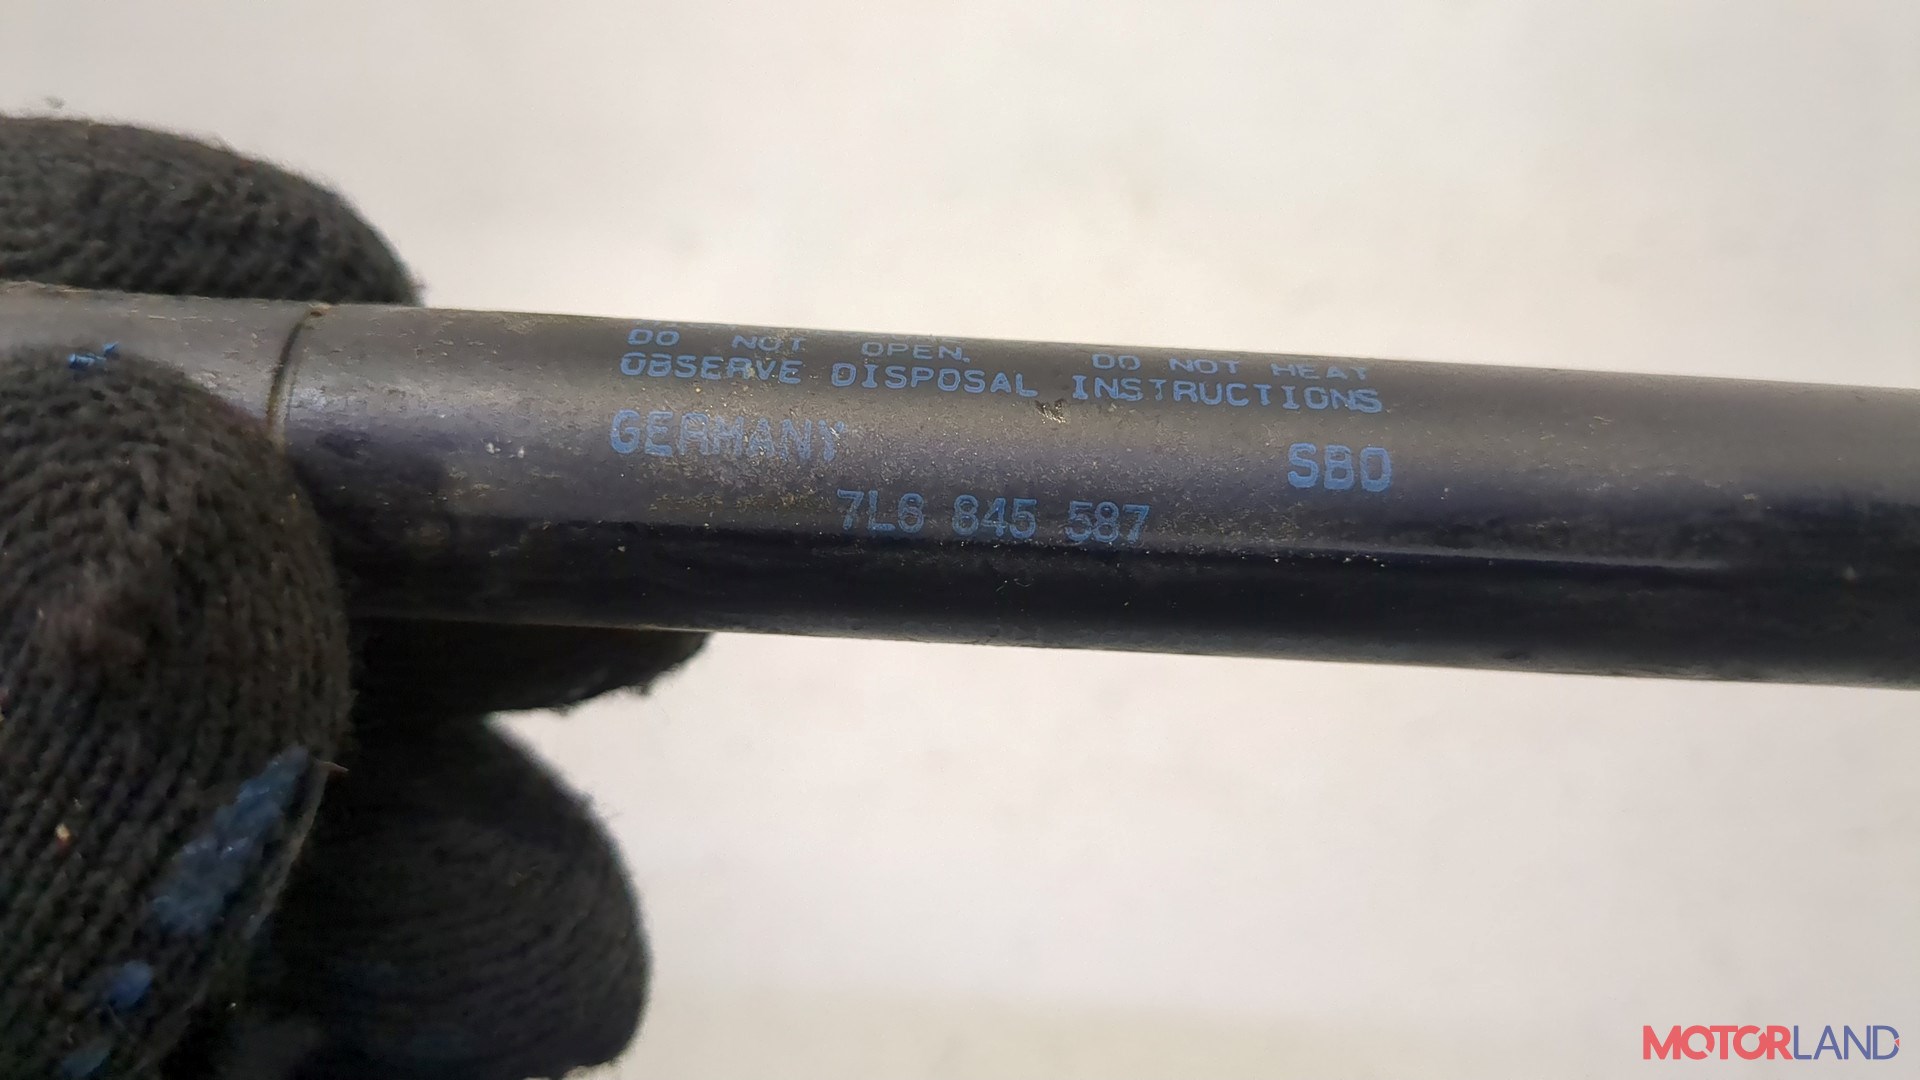 DO NOT OPEN. DO NOT HEAT
OBSERVE DISPOSAL INSTRUCTIONS
GERMANY SBO
7L6 845 587
MOTORLAND